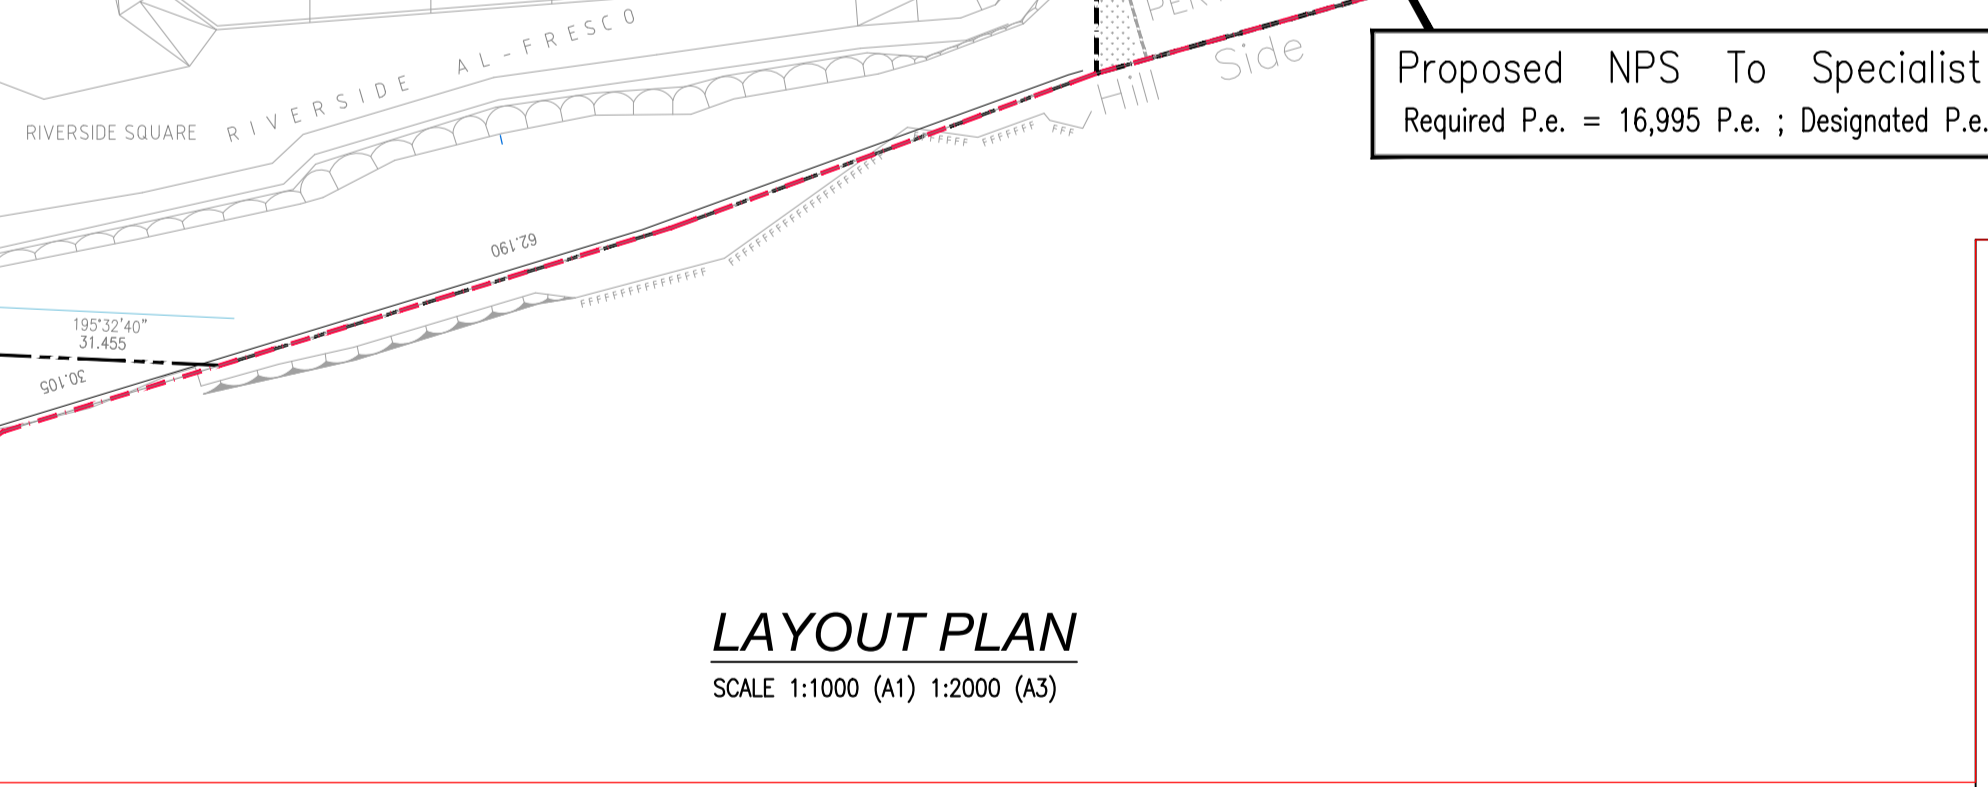 RIVERSIDE AL-FRESCO
RIVERSIDE SQUARE
Hill Side
Proposed NPS To Specialist
Required P.e. = 16,995 P.e. ; Designated P.e.
62.190
195°32'40"
31.455
30.105
FFFFFFFFFFFFFFFF
LAYOUT PLAN
SCALE 1:1000 (A1) 1:2000 (A3)